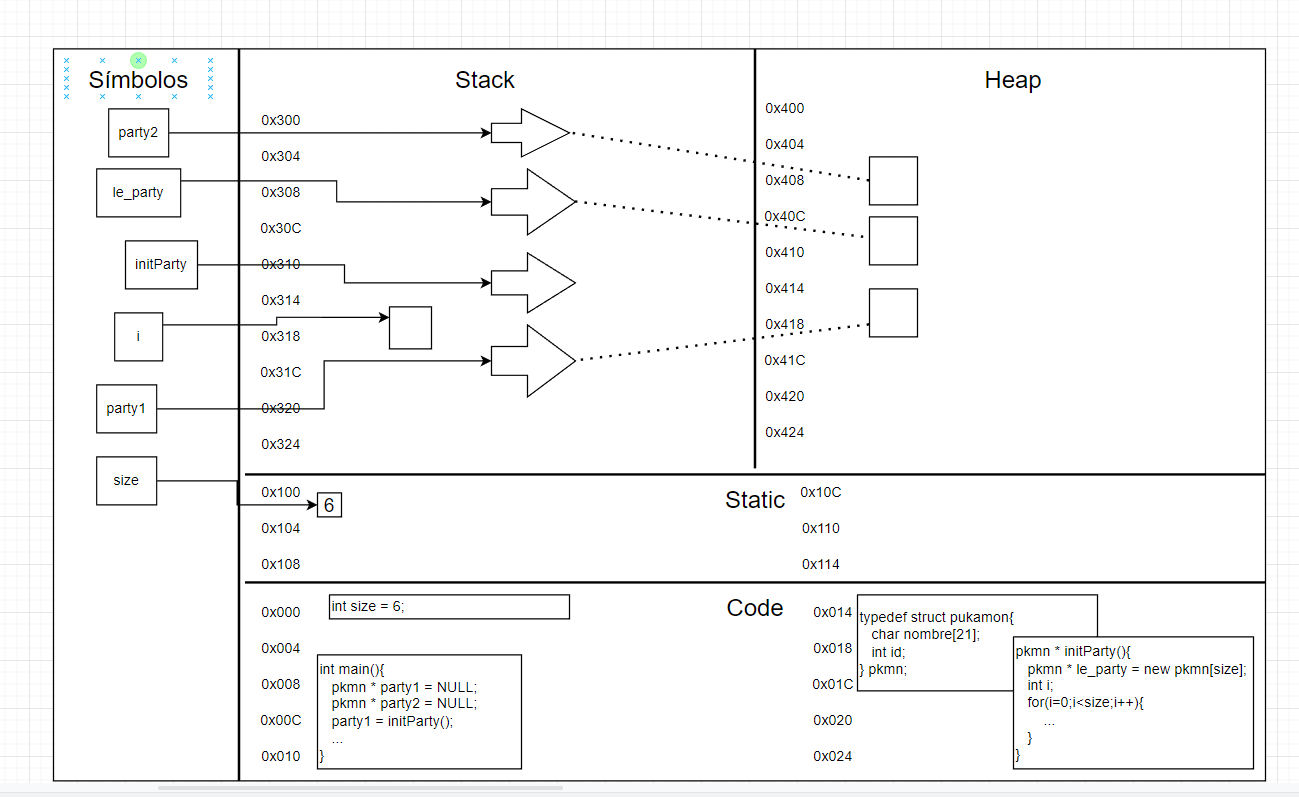 Símbolos
party2
le_party
initParty
i
party1
size
Stack
0x300
0x304
0x308
0x30C
0x310
0x314
0x318
0x31C
0x320
0x324
Heap
0x400
0x404
0x408
0x40C
0x410
0x414
0x418
0x41C
0x420
0x424
Static
0x100
0x104
0x108
6
0x10C
0x110
0x114
Code
0x000
0x004
0x008
0x00C
0x010
int size = 6;
int main(){
pkmn * party1 = NULL;
pkmn * party2 = NULL;
party1 = initParty();
...
}
0x014
0x018
0x01C
0x020
0x024
typedef struct pukamon{
char nombre[21];
int id;
} pkmn;
pkmn * initParty(){
pkmn * le_party = new pkmn[size];
int i;
for(i=0;i<size;i++){
...
}
}